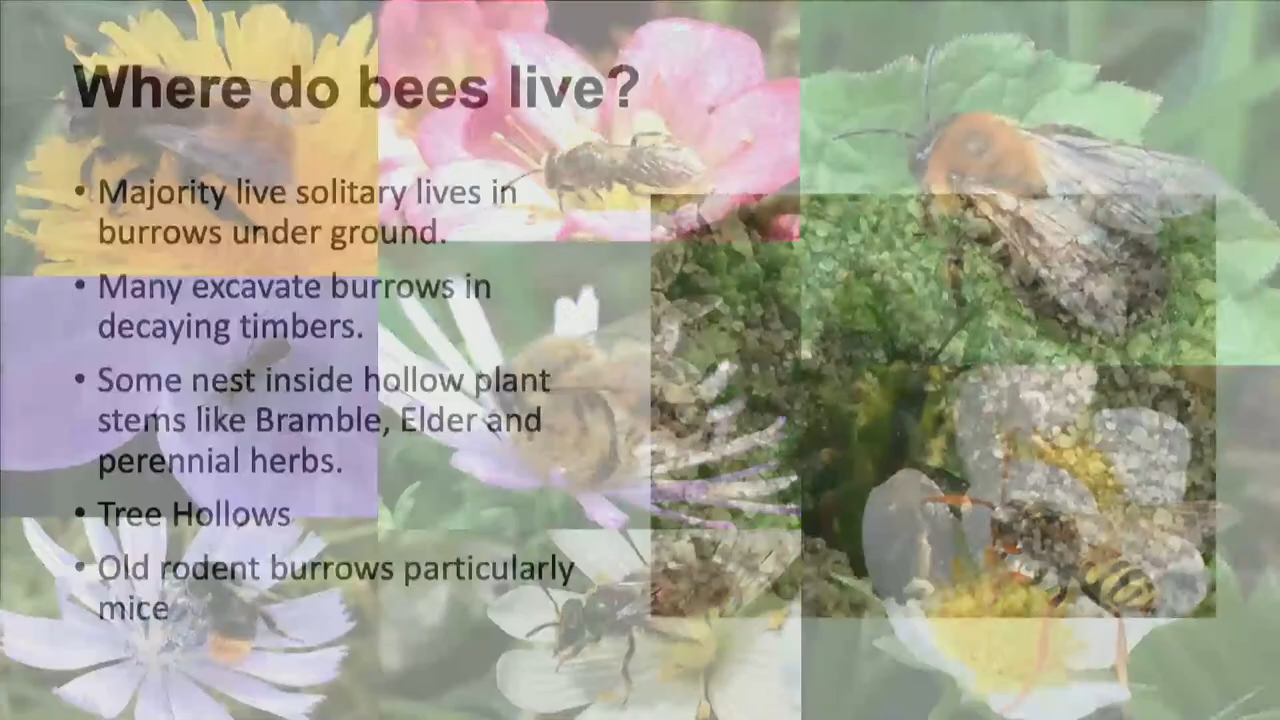 Where do bees live?
• Majority live solitary lives in
burrows under ground.
• Many excavate burrows in
decaying timbers.
• Some nest inside hollow plant
stems like Bramble, Elder and
perennial herbs.
• Tree Hollows
• Old rodent burrows particularly
mice